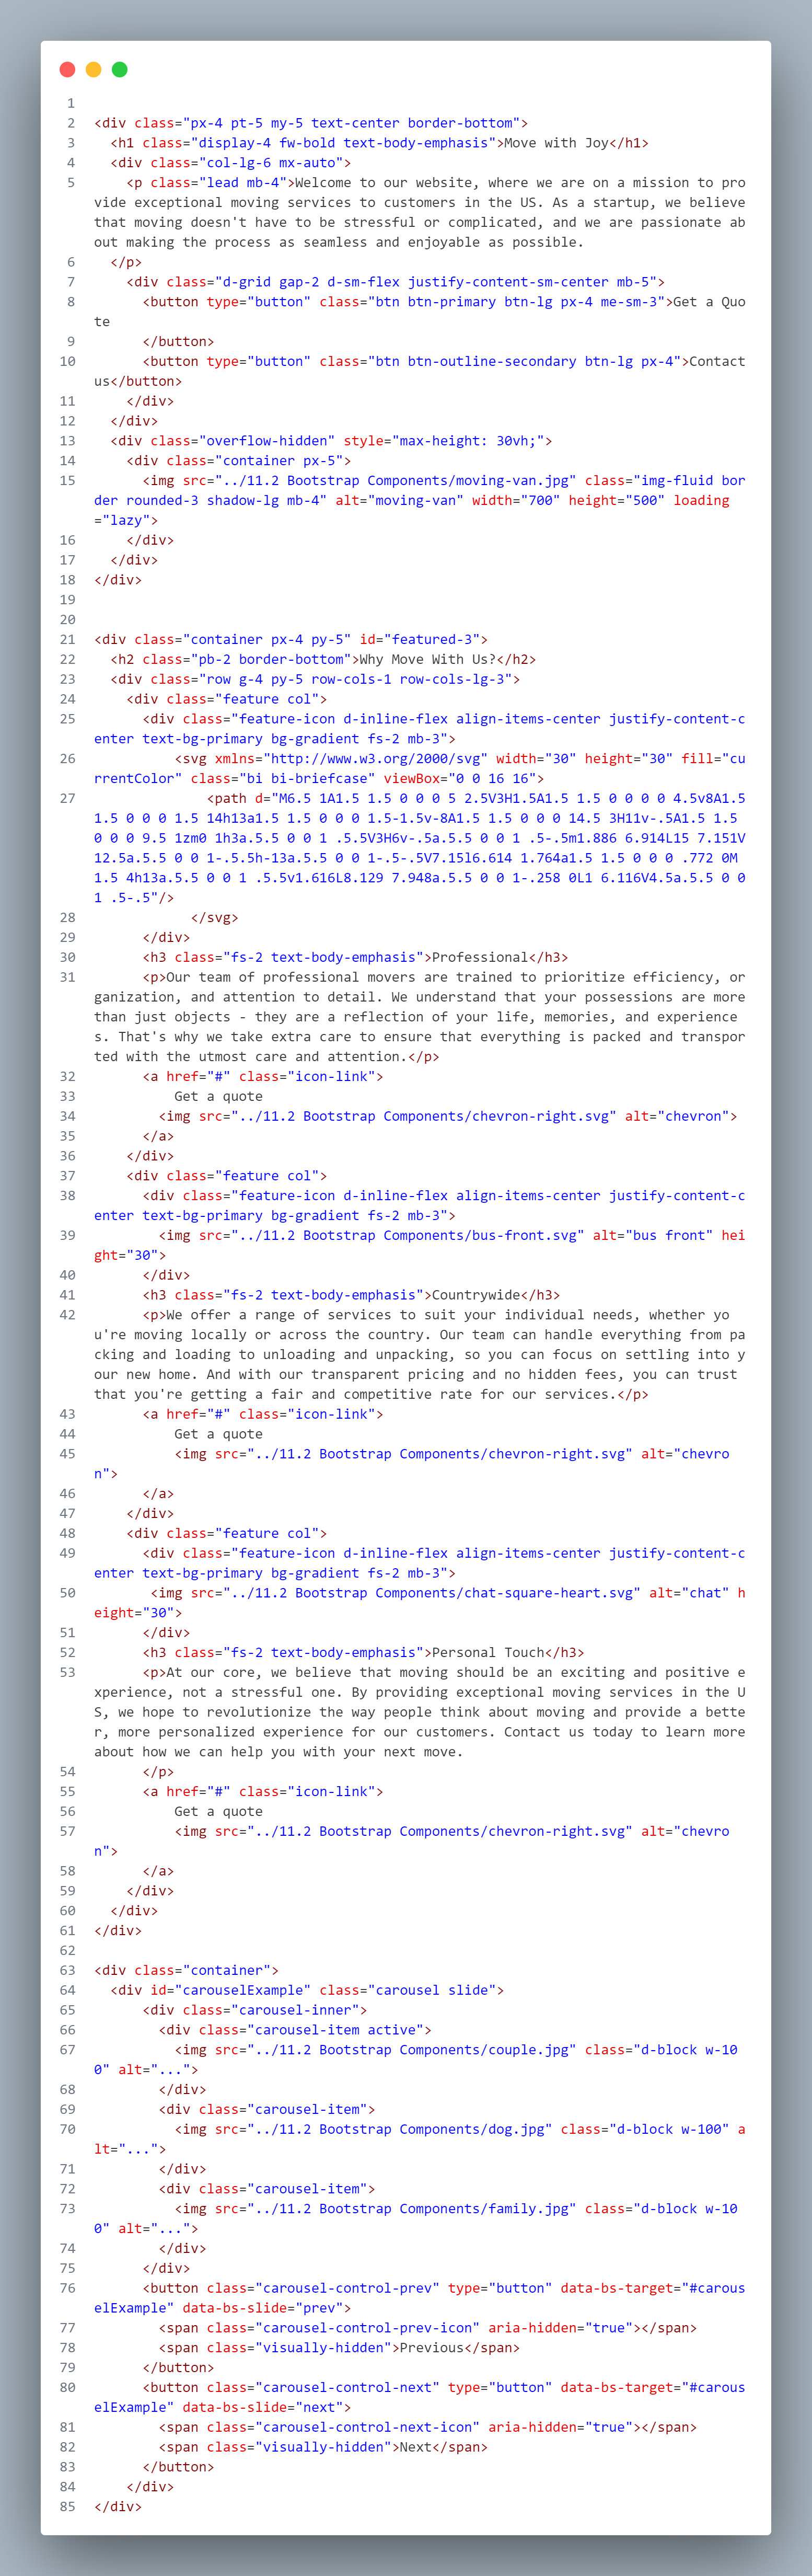 1
2 <div class="px-4 pt-5 my-5 text-center border-bottom">
3   <h1 class="display-4 fw-bold text-body-emphasis">Move with Joy</h1>
4   <div class="col-lg-6 mx-auto">
5     <p class="lead mb-4">Welcome to our website, where we are on a mission to pro
vide exceptional moving services to customers in the US. As a startup, we believe
that moving doesn't have to be stressful or complicated, and we are passionate ab
out making the process as seamless and enjoyable as possible.
6   </p>
7     <div class="d-grid gap-2 d-sm-flex justify-content-sm-center mb-5">
8       <button type="button" class="btn btn-primary btn-lg px-4 me-sm-3">Get a Quo
te
9       </button>
10       <button type="button" class="btn btn-outline-secondary btn-lg px-4">Contact
us</button>
11     </div>
12   </div>
13   <div class="overflow-hidden" style="max-height: 30vh;">
14     <div class="container px-5">
15       <img src="../11.2 Bootstrap Components/moving-van.jpg" class="img-fluid bor
der rounded-3 shadow-lg mb-4" alt="moving-van" width="700" height="500" loading
="lazy">
16     </div>
17   </div>
18 </div>
19
20
21 <div class="container px-4 py-5" id="featured-3">
22   <h2 class="pb-2 border-bottom">Why Move With Us?</h2>
23   <div class="row g-4 py-5 row-cols-1 row-cols-lg-3">
24     <div class="feature col">
25       <div class="feature-icon d-inline-flex align-items-center justify-content-c
enter text-bg-primary bg-gradient fs-2 mb-3">
26           <svg xmlns="http://www.w3.org/2000/svg" width="30" height="30" fill="cu
rrentColor" class="bi bi-briefcase" viewBox="0 0 16 16">
27               <path d="M6.5 1A1.5 1.5 0 0 0 5 2.5V3H1.5A1.5 1.5 0 0 0 0 4.5v8A1.5
1.5 0 0 0 1.5 14h13a1.5 1.5 0 0 0 1.5-1.5v-8A1.5 1.5 0 0 0 14.5 3H11v-.5A1.5 1.5
0 0 0 9.5 1zm0 1h3a.5.5 0 0 1 .5.5V3H6v-.5a.5.5 0 0 1 .5-.5m1.886 6.914L15 7.151V
12.5a.5.5 0 0 1-.5.5h-13a.5.5 0 0 1-.5-.5V7.15l6.614 1.764a1.5 1.5 0 0 0 .772 0M
1.5 4h13a.5.5 0 0 1 .5.5v1.616L8.129 7.948a.5.5 0 0 1-.258 0L1 6.116V4.5a.5.5 0 0
1 .5-.5"/>
28             </svg>
29       </div>
30       <h3 class="fs-2 text-body-emphasis">Professional</h3>
31       <p>Our team of professional movers are trained to prioritize efficiency, or
ganization, and attention to detail. We understand that your possessions are more
than just objects - they are a reflection of your life, memories, and experience
s. That's why we take extra care to ensure that everything is packed and transpor
ted with the utmost care and attention.</p>
32       <a href="#" class="icon-link">
33           Get a quote
34         <img src="../11.2 Bootstrap Components/chevron-right.svg" alt="chevron">
35       </a>
36     </div>
37     <div class="feature col">
38       <div class="feature-icon d-inline-flex align-items-center justify-content-c
enter text-bg-primary bg-gradient fs-2 mb-3">
39         <img src="../11.2 Bootstrap Components/bus-front.svg" alt="bus front" hei
ght="30">
40       </div>
41       <h3 class="fs-2 text-body-emphasis">Countrywide</h3>
42       <p>We offer a range of services to suit your individual needs, whether yo
u're moving locally or across the country. Our team can handle everything from pa
cking and loading to unloading and unpacking, so you can focus on settling into y
our new home. And with our transparent pricing and no hidden fees, you can trust
that you're getting a fair and competitive rate for our services.</p>
43       <a href="#" class="icon-link">
44           Get a quote
45           <img src="../11.2 Bootstrap Components/chevron-right.svg" alt="chevro
n">
46       </a>
47     </div>
48     <div class="feature col">
49       <div class="feature-icon d-inline-flex align-items-center justify-content-c
enter text-bg-primary bg-gradient fs-2 mb-3">
50        <img src="../11.2 Bootstrap Components/chat-square-heart.svg" alt="chat" h
eight="30">
51       </div>
52       <h3 class="fs-2 text-body-emphasis">Personal Touch</h3>
53       <p>At our core, we believe that moving should be an exciting and positive e
xperience, not a stressful one. By providing exceptional moving services in the U
S, we hope to revolutionize the way people think about moving and provide a bette
r, more personalized experience for our customers. Contact us today to learn more
about how we can help you with your next move.
54       </p>
55       <a href="#" class="icon-link">
56           Get a quote
57           <img src="../11.2 Bootstrap Components/chevron-right.svg" alt="chevro
n">
58       </a>
59     </div>
60   </div>
61 </div>
62
63 <div class="container">
64   <div id="carouselExample" class="carousel slide">
65       <div class="carousel-inner">
66         <div class="carousel-item active">
67           <img src="../11.2 Bootstrap Components/couple.jpg" class="d-block w-10
0" alt="...">
68         </div>
69         <div class="carousel-item">
70           <img src="../11.2 Bootstrap Components/dog.jpg" class="d-block w-100" a
lt="...">
71         </div>
72         <div class="carousel-item">
73           <img src="../11.2 Bootstrap Components/family.jpg" class="d-block w-10
0" alt="...">
74         </div>
75       </div>
76       <button class="carousel-control-prev" type="button" data-bs-target="#carous
elExample" data-bs-slide="prev">
77         <span class="carousel-control-prev-icon" aria-hidden="true"></span>
78         <span class="visually-hidden">Previous</span>
79       </button>
80       <button class="carousel-control-next" type="button" data-bs-target="#carous
elExample" data-bs-slide="next">
81         <span class="carousel-control-next-icon" aria-hidden="true"></span>
82         <span class="visually-hidden">Next</span>
83       </button>
84     </div>
85 </div>